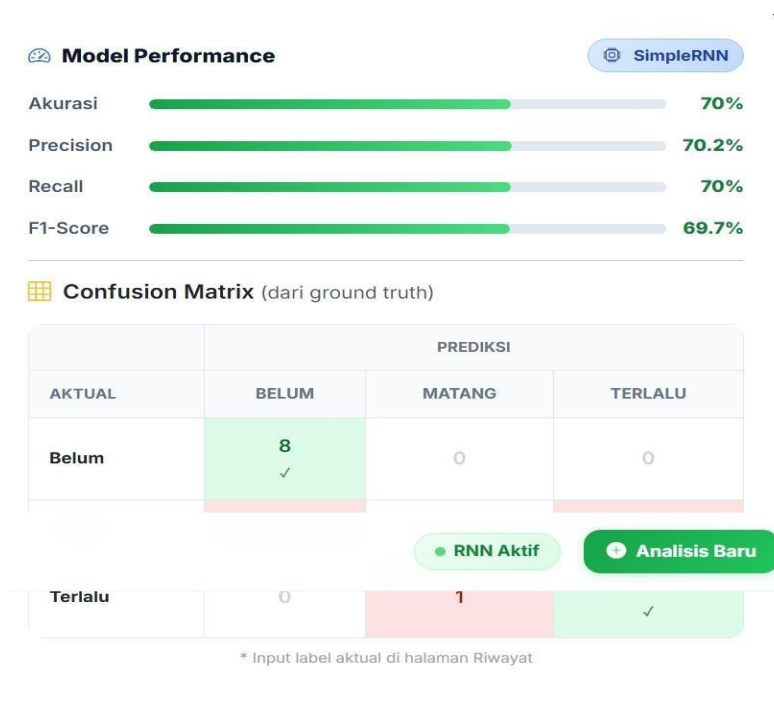 Model Performance SimpleRNN
Akurasi 70%
Precision 70.2%
Recall 70%
F1-Score 69.7%
Confusion Matrix (dari ground truth)
PREDIKSI
AKTUAL BELUM MATANG TERLALU
Belum 8 0 0
✓
RNN Aktif Analisis Baru
Terlalu 0 1
✓
* Input label aktual di halaman Riwayat